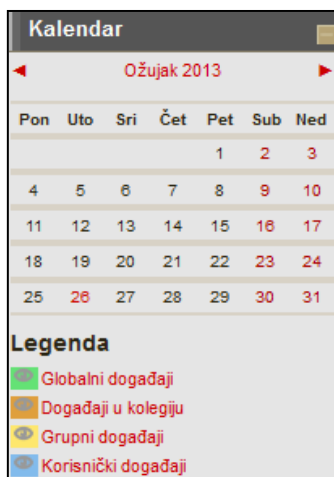 Kalendar
◄ Ožujak 2013 ►
Pon Uto Sri Čet Pet Sub Ned
1 2 3
4 5 6 7 8 9 10
11 12 13 14 15 16 17
18 19 20 21 22 23 24
25 26 27 28 29 30 31
Legenda
Globalni događaji
Događaji u kolegiju
Grupni događaji
Korisnički događaji